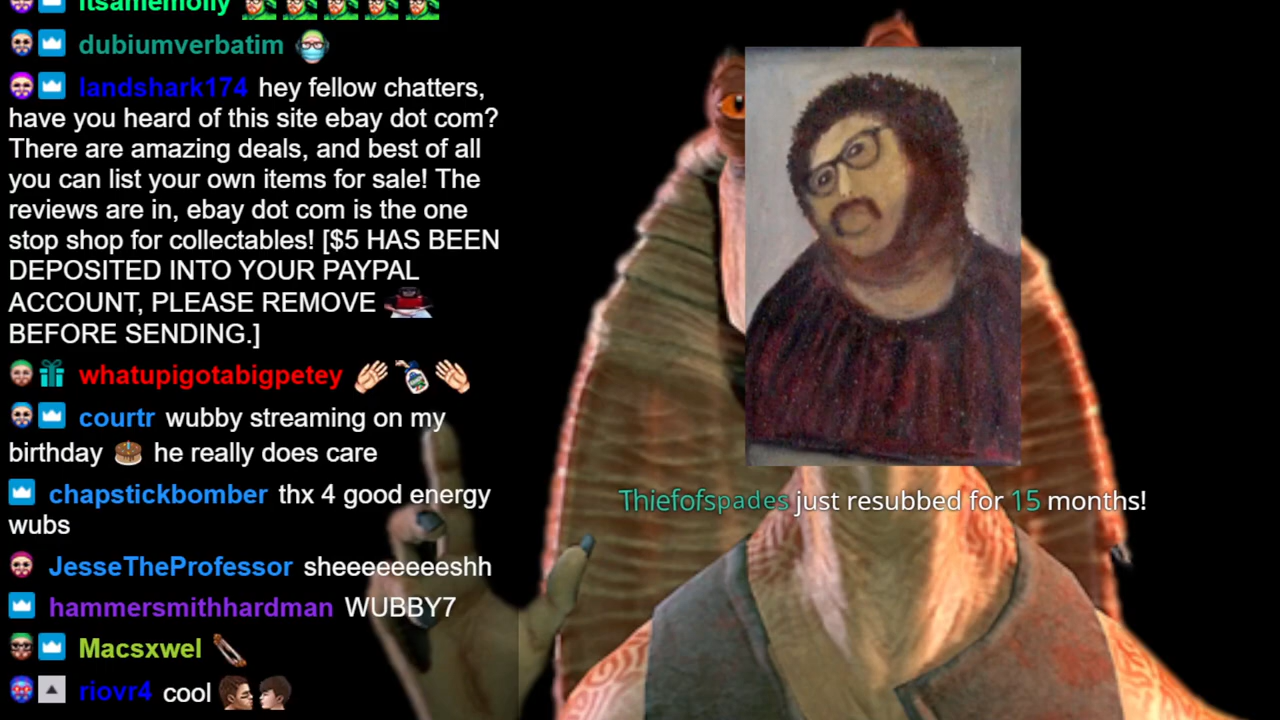 itsamemolly
dubiumverbatim
landshark174 hey fellow chatters,
have you heard of this site ebay dot com?
There are amazing deals, and best of all
you can list your own items for sale! The
reviews are in, ebay dot com is the one
stop shop for collectables! [$5 HAS BEEN
DEPOSITED INTO YOUR PAYPAL
ACCOUNT, PLEASE REMOVE
BEFORE SENDING.]
whatupigotabigpetey
courtr wubby streaming on my
birthday he really does care
chapstickbomber thx 4 good energy
wubs
JesseTheProfessor sheeeeeeeeshh
hammersmithhardman WUBBY7
Macsxwel
riovr4 cool
Thiefofspades just resubbed for 15 months!